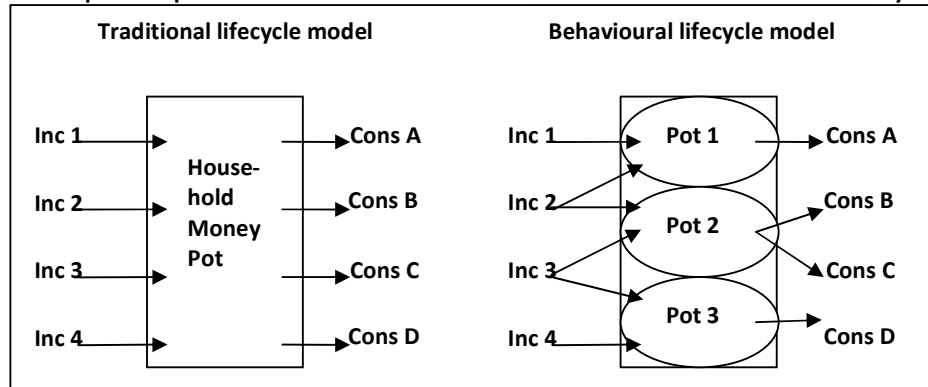 Traditional lifecycle model
Inc 1
Inc 2
Inc 3
Inc 4
House-
hold
Money
Pot
Cons A
Cons B
Cons C
Cons D
Behavioural lifecycle model
Inc 1
Inc 2
Inc 3
Inc 4
Pot 1
Pot 2
Pot 3
Cons A
Cons B
Cons C
Cons D